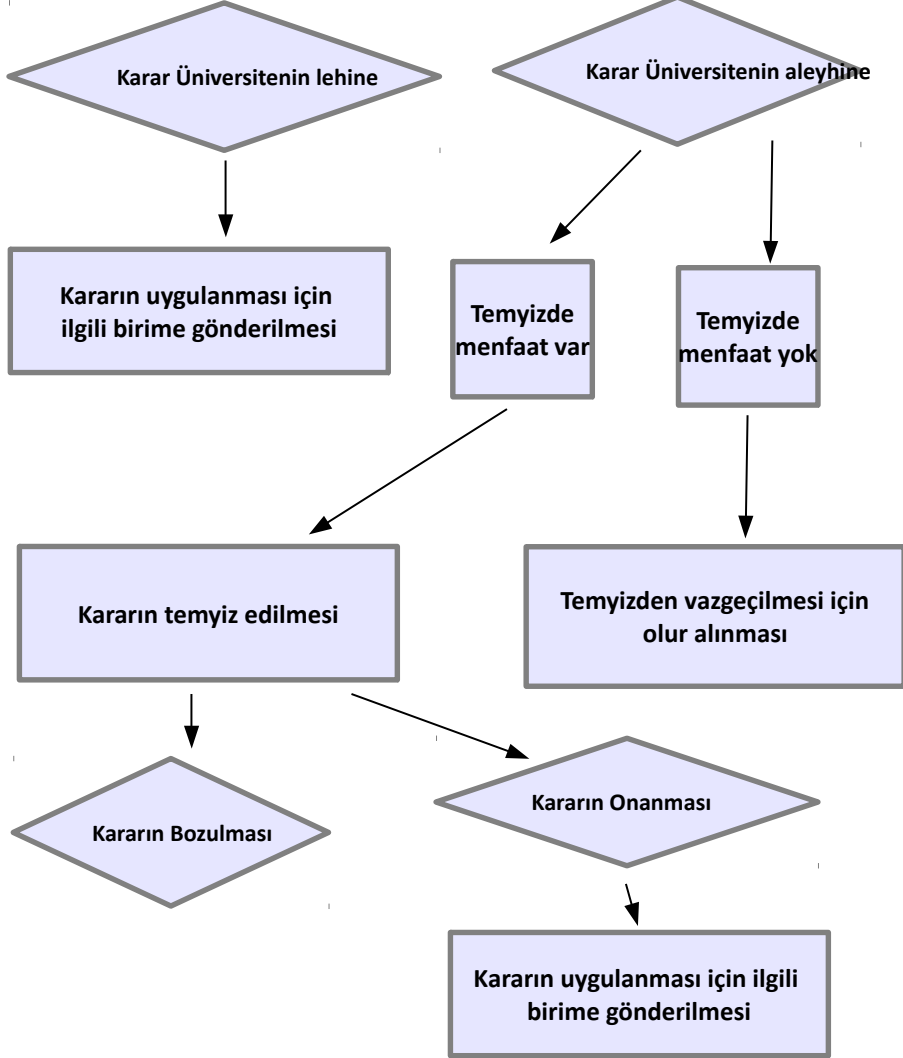 Karar Üniversitenin lehine
Karar Üniversitenin aleyhine
Kararın uygulanması için
ilgili birime gönderilmesi
Temyizde
menfaat var
Temyizde
menfaat yok
Kararın temyiz edilmesi
Temyizden vazgeçilmesi için
olur alınması
Kararın Bozulması
Kararın Onanması
Kararın uygulanması için ilgili
birime gönderilmesi